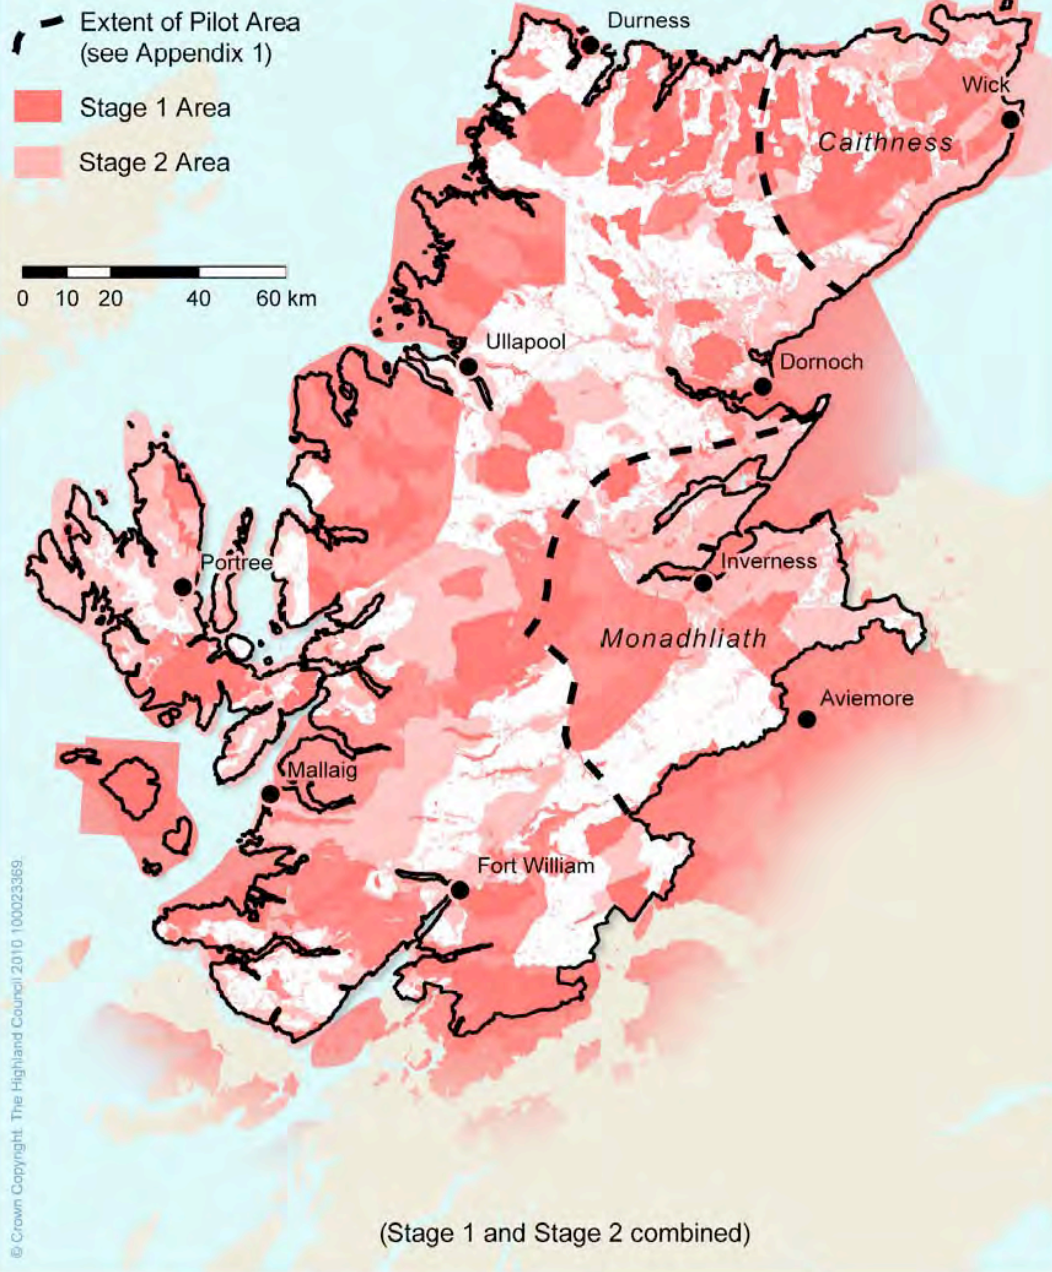 Extent of Pilot Area
(see Appendix 1)
Stage 1 Area
Stage 2 Area
0 10 20 40 60 km
Durness
Wick
Caithness
Ullapool
Dornoch
Portree
Inverness
Monadhliath
Aviemore
Mallaig
Fort William
© Crown Copyright. The Highland Council 2010 100023369.
(Stage 1 and Stage 2 combined)